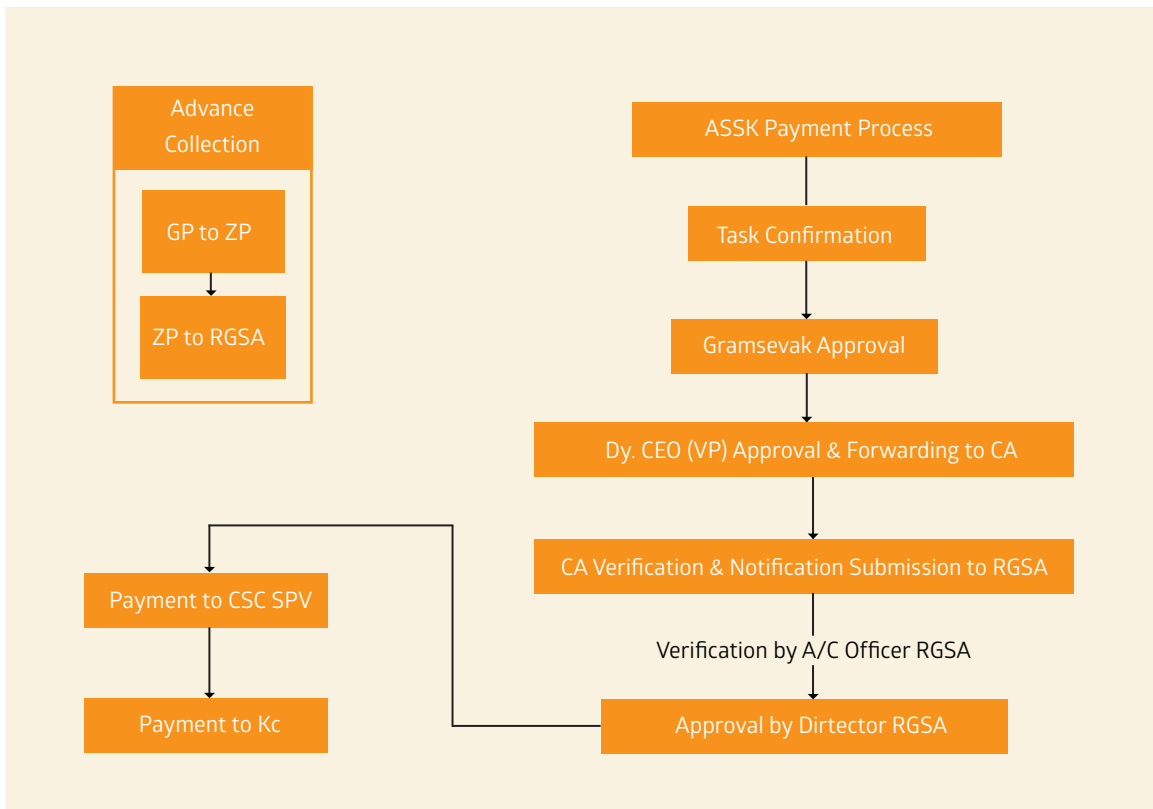 Advance
Collection
GP to ZP
ZP to RGSA
ASSK Payment Process
Task Confirmation
Gramsevak Approval
Dy. CEO (VP) Approval & Forwarding to CA
CA Verification & Notification Submission to RGSA
Verification by A/C Officer RGSA
Approval by Dirtector RGSA
Payment to CSC SPV
Payment to Kc